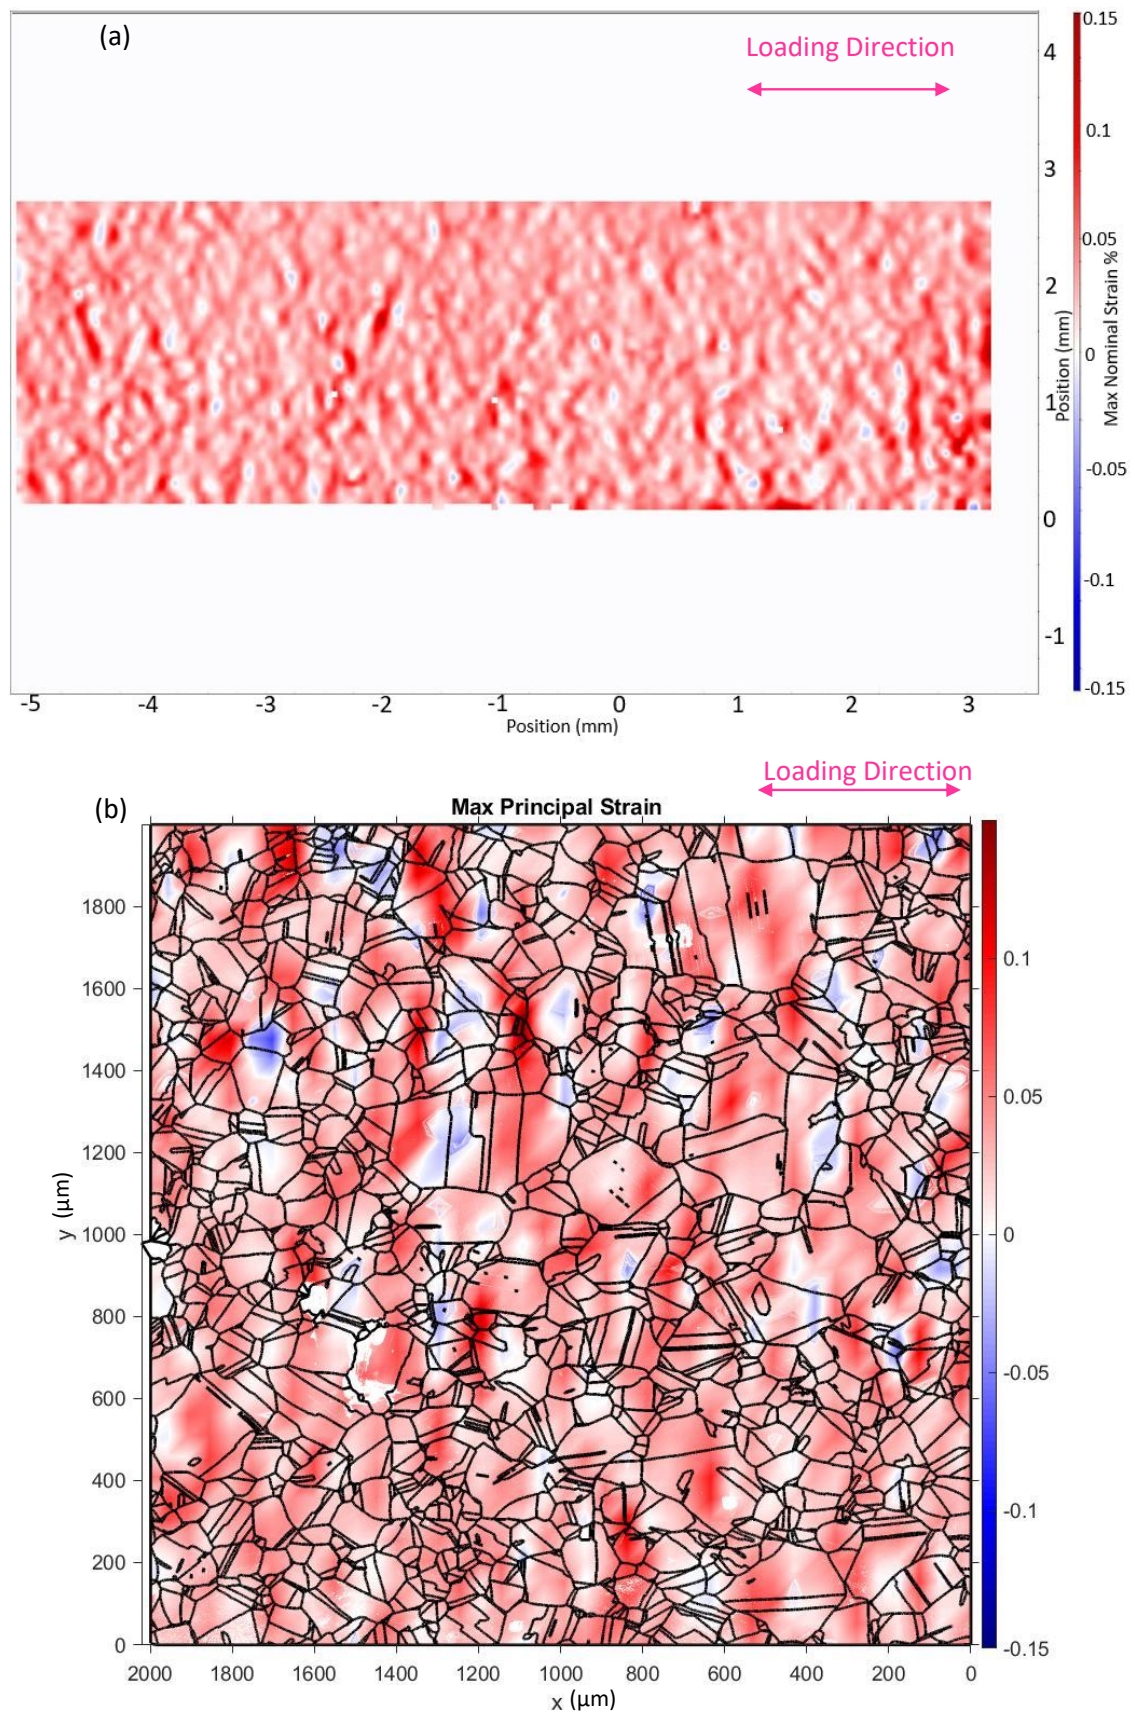 (a)
Loading Direction
0.15
0.1
0.05
0
-0.05
-0.1
-0.15
Max Nominal Strain %
4
3
2
1
0
-1
Position (mm)
-5 -4 -3 -2 -1 0 1 2 3
Position (mm)
Loading Direction
(b)
Max Principal Strain
1800
1600
1400
1200
1000
800
600
400
200
0
y (µm)
0.1
0.05
0
-0.05
-0.1
-0.15
2000 1800 1600 1400 1200 1000 800 600 400 200 0
x (µm)